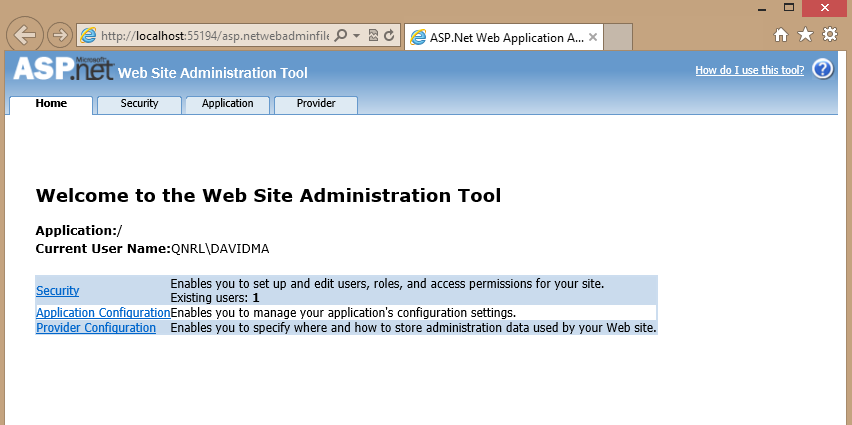 http://localhost:55194/asp.netwebadminfile
ASP.Net Web Application A...
Microsoft
ASP.net Web Site Administration Tool
How do I use this tool? ?
Home Security Application Provider
Welcome to the Web Site Administration Tool
Application:/
Current User Name:QNRL\DAVIDMA
Security
Enables you to set up and edit users, roles, and access permissions for your site.
Existing users: 1
Application Configuration Enables you to manage your application's configuration settings.
Provider Configuration Enables you to specify where and how to store administration data used by your Web site.